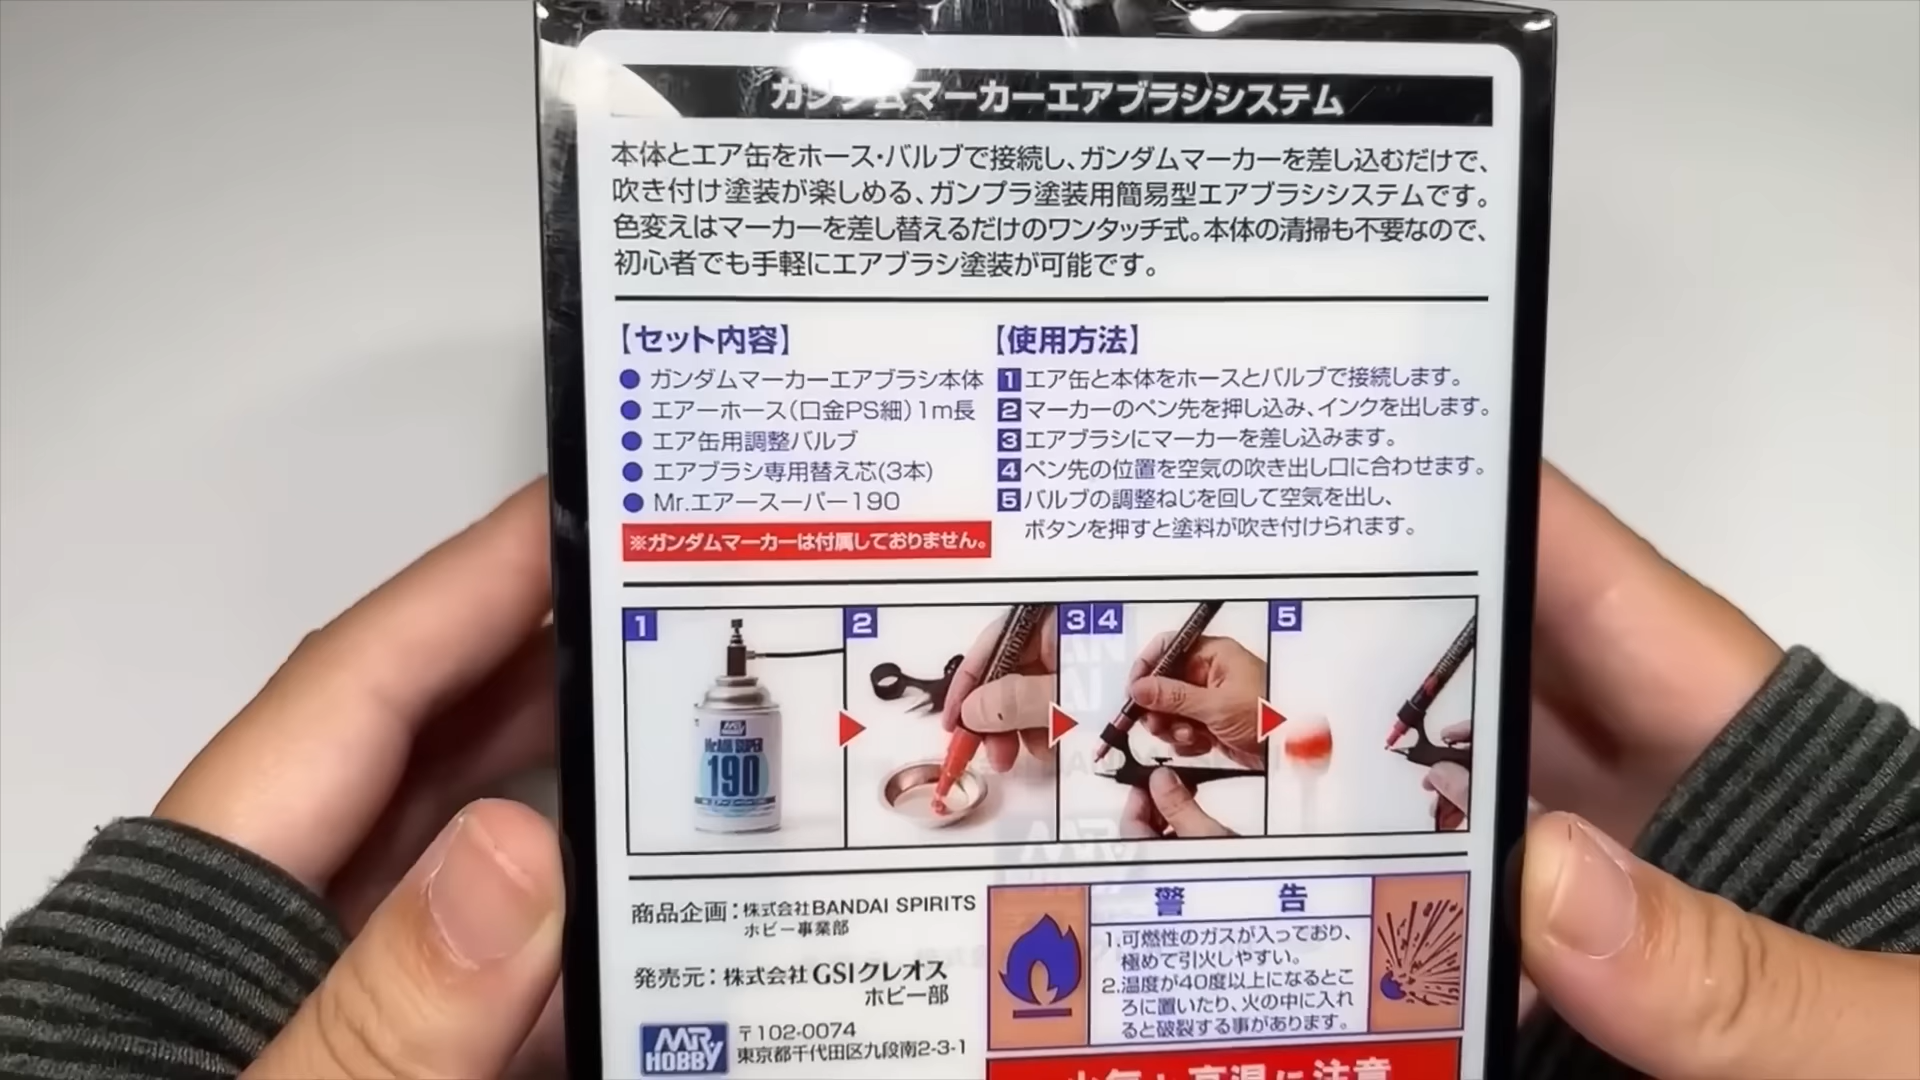 ガンダムマーカーエアブラシシステム
本体とエア缶をホース・バルブで接続し、ガンダムマーカーを差し込むだけで、
吹き付け塗装が楽しめる、ガンプラ塗装用簡易型エアブラシシステムです。
色変えはマーカーを差し替えるだけのワンタッチ式。本体の清掃も不要なので、
初心者でも手軽にエアブラシ塗装が可能です。
【セット内容】
● ガンダムマーカーエアブラシ本体
● エアーホース(口金PS細)1m長
● エア缶用調整バルブ
● エアブラシ専用替え芯(3本)
● Mr.エアースーパー190
※ガンダムマーカーは付属しておりません。
【使用方法】
1 エア缶と本体をホースとバルブで接続します。
2 マーカーのペン先を押し込み、インクを出します。
3 エアブラシにマーカーを差し込みます。
4 ペン先の位置を空気の吹き出し口に合わせます。
5 バルブの調整ねじを回して空気を出し、
ボタンを押すと塗料が吹き付けられます。
1
2
3 4
5
MR HOBBY
Mr.AIR SUPER
190
商品企画:株式会社BANDAI SPIRITS
ホビー事業部
発売元:株式会社GSIクレオス
ホビー部
MR HOBBY
〒102-0074
東京都千代田区九段南2-3-1
警 告
1.可燃性のガスが入っており、
極めて引火しやすい。
2.温度が40度以上になるとこ
ろに置いたり、火の中に入れ
ると破裂する事があります。
火気と高温に注意